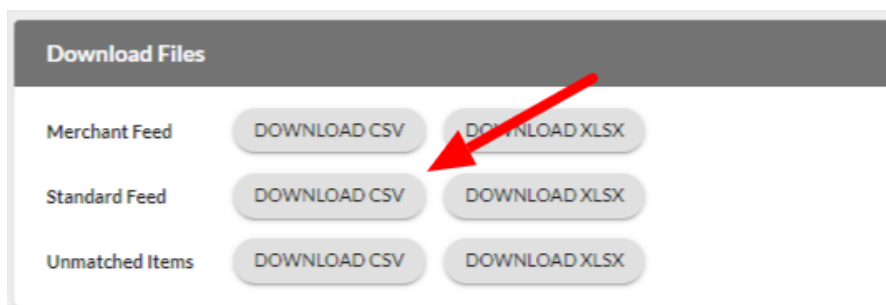 Download Files
Merchant Feed DOWNLOAD CSV DOWNLOAD XLSX
Standard Feed DOWNLOAD CSV DOWNLOAD XLSX
Unmatched Items DOWNLOAD CSV DOWNLOAD XLSX